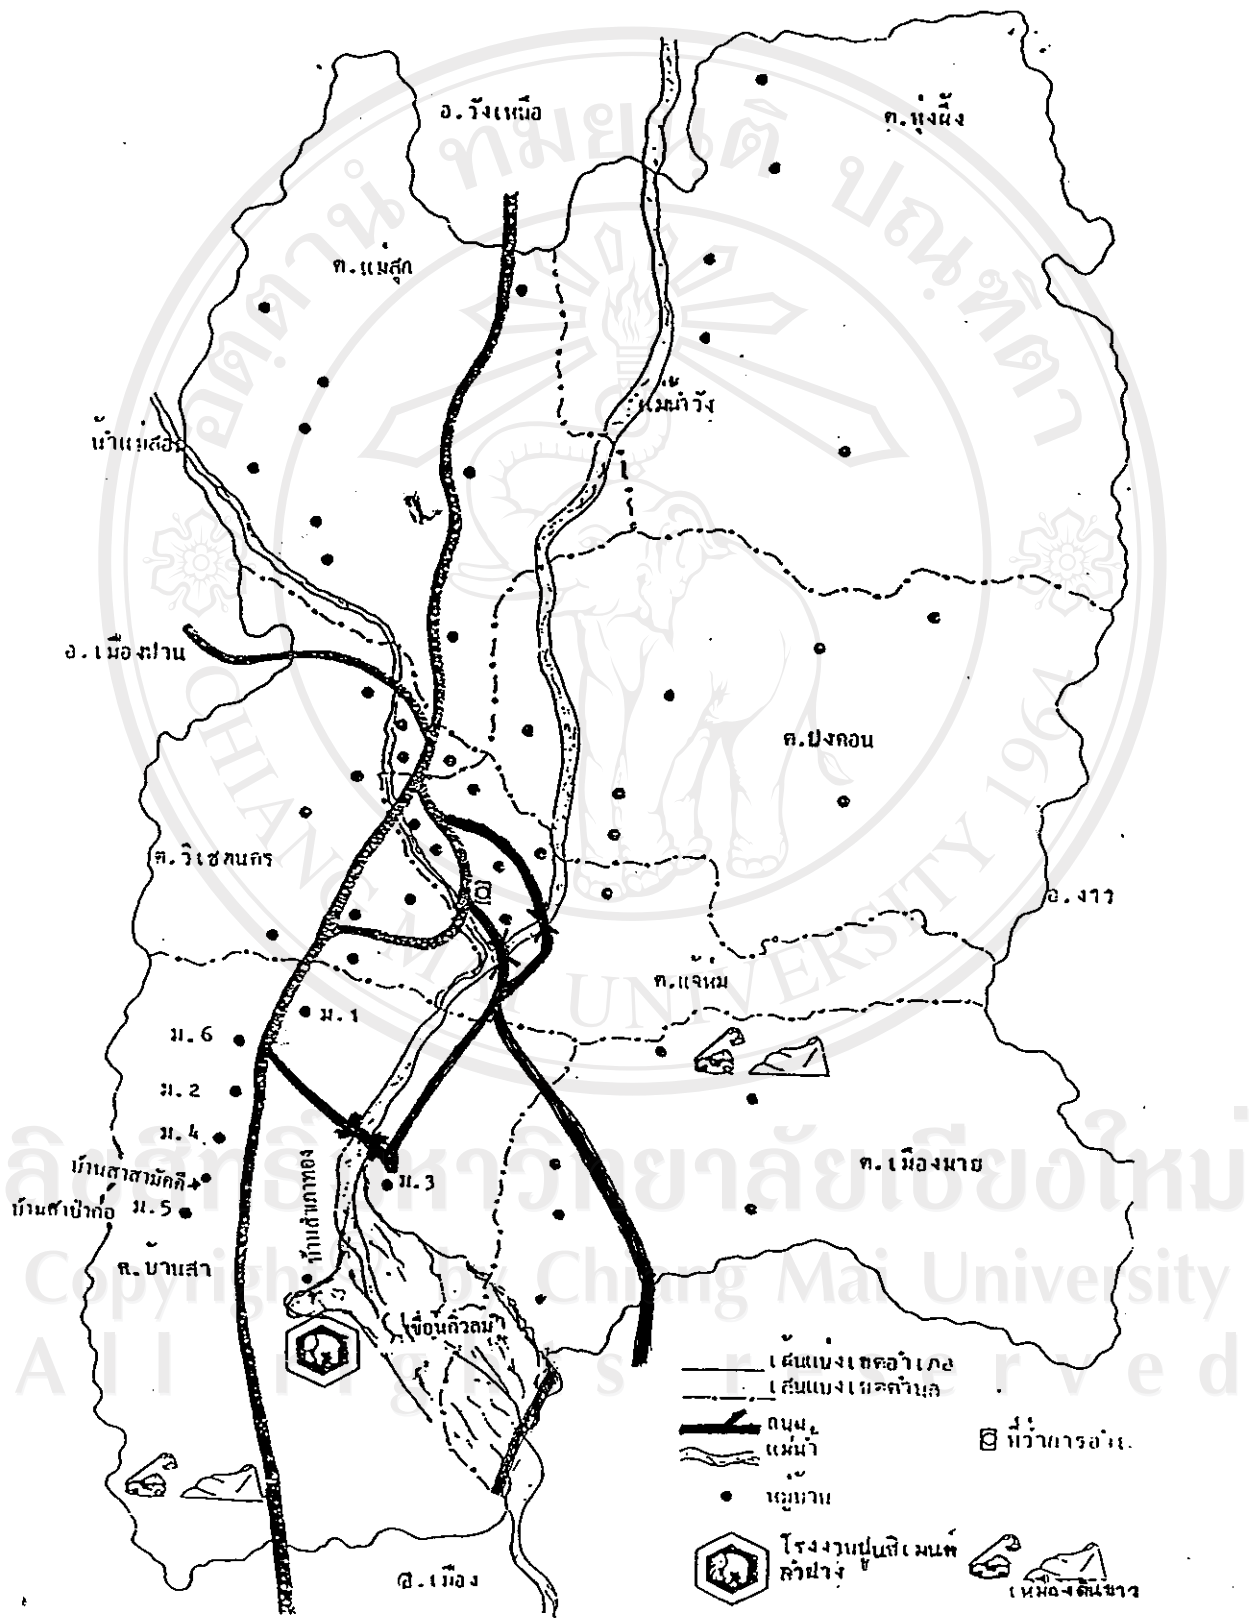 อ.วังเหนือ
ต.ทุ่งผึ้ง
ต.แม่สุก
แม่น้ำวัง
น้ำแม่สอย
อ.เมืองปาน
ต.ปงดอน
ต.วิเชตนคร
อ.งาว
ต.แจ้ห่ม
ม.1
ม.6
ม.2
ม.4
บ้านสาสามัคคี
ม.3
ต.เมืองมาย
บ้านสำเภาทอง
บ้านสาป่าก่อ ม.5
ต.บ้านสา
เขื่อนกิ่วลม
เส้นแบ่งเขตอำเภอ
เส้นแบ่งเขตตำบล
ถนน
แม่น้ำ
ที่ว่าการอำเภอ
หมู่บ้าน
โรงงานปูนซิเมนต์
ลำปาง
เหมืองดินขาว
อ.เมือง
CHIANG MAI UNIVERSITY 1964
ลิขสิทธิ์มหาวิทยาลัยเชียงใหม่
Copyright © by Chiang Mai University
All rights reserved